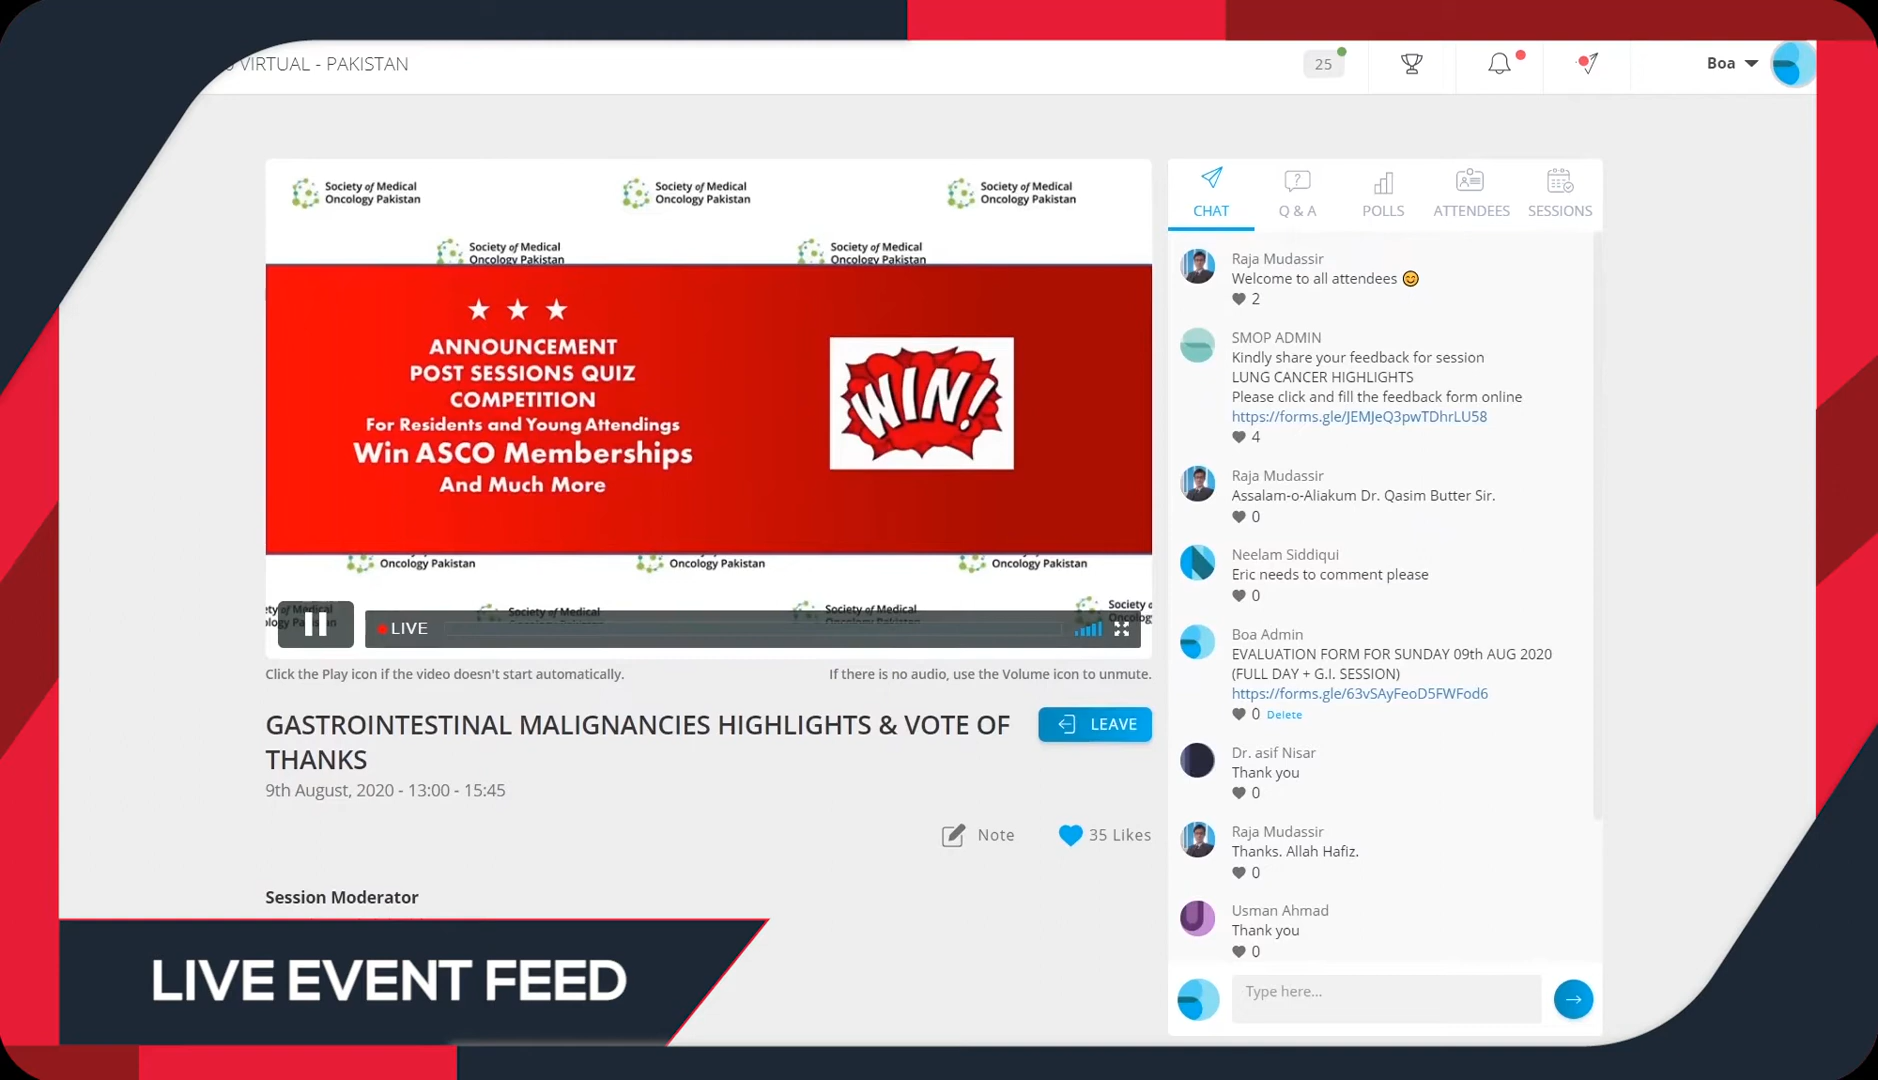 VIRTUAL - PAKISTAN
25
Boa
Society of Medical
Oncology Pakistan
Society of Medical
Oncology Pakistan
Society of Medical
Oncology Pakistan
Society of Medical
Oncology Pakistan
Society of Medical
Oncology Pakistan
ANNOUNCEMENT
POST SESSIONS QUIZ
COMPETITION
For Residents and Young Attendings
Win ASCO Memberships
And Much More
WIN!
Oncology Pakistan
Oncology Pakistan
Oncology Pakistan
Society of Medical
Society of Medical
Society
LIVE
Click the Play icon if the video doesn't start automatically.
If there is no audio, use the Volume icon to unmute.
GASTROINTESTINAL MALIGNANCIES HIGHLIGHTS & VOTE OF
THANKS
LEAVE
9th August, 2020 - 13:00 - 15:45
Note
35 Likes
Session Moderator
LIVE EVENT FEED
CHAT
Q & A
POLLS
ATTENDEES
SESSIONS
Raja Mudassir
Welcome to all attendees 😊
2
SMOP ADMIN
Kindly share your feedback for session
LUNG CANCER HIGHLIGHTS
Please click and fill the feedback form online
https://forms.gle/JEMJeQ3pwTDhrLU58
4
Raja Mudassir
Assalam-o-Aliakum Dr. Qasim Butter Sir.
0
Neelam Siddiqui
Eric needs to comment please
0
Boa Admin
EVALUATION FORM FOR SUNDAY 09th AUG 2020
(FULL DAY + G.I. SESSION)
https://forms.gle/63vSAyFeoD5FWFod6
0 Delete
Dr. asif Nisar
Thank you
0
Raja Mudassir
Thanks. Allah Hafiz.
0
Usman Ahmad
Thank you
0
Type here...